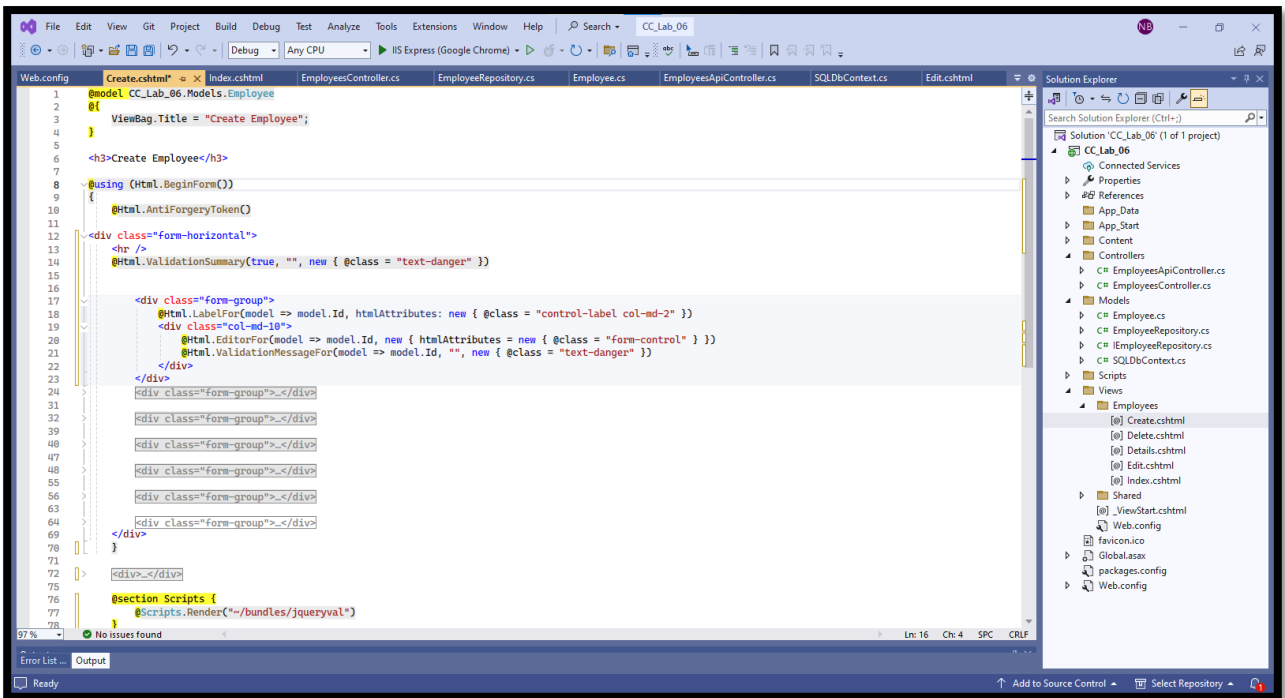 File Edit View Git Project Build Debug Test Analyze Tools Extensions Window Help Search CC_Lab_06 NB
Debug Any CPU IIS Express (Google Chrome)
Web.config Create.cshtml* Index.cshtml EmployeesController.cs EmployeeRepository.cs Employee.cs EmployeesApiController.cs SQLDbContext.cs Edit.cshtml
1 @model CC_Lab_06.Models.Employee
2 @{
3 ViewBag.Title = "Create Employee";
4 }
5
6 <h3>Create Employee</h3>
7
8 @using (Html.BeginForm())
9 {
10 @Html.AntiForgeryToken()
11
12 <div class="form-horizontal">
13 <hr />
14 @Html.ValidationSummary(true, "", new { @class = "text-danger" })
15
16
17 <div class="form-group">
18 @Html.LabelFor(model => model.Id, htmlAttributes: new { @class = "control-label col-md-2" })
19 <div class="col-md-10">
20 @Html.EditorFor(model => model.Id, new { htmlAttributes = new { @class = "form-control" } })
21 @Html.ValidationMessageFor(model => model.Id, "", new { @class = "text-danger" })
22 </div>
23 </div>
24 <div class="form-group">…</div>
31
32 <div class="form-group">…</div>
39
40 <div class="form-group">…</div>
47
48 <div class="form-group">…</div>
55
56 <div class="form-group">…</div>
63
64 <div class="form-group">…</div>
69 </div>
70 }
71
72 <div>…</div>
75
76 @section Scripts {
77 @Scripts.Render("~/bundles/jqueryval")
78 }
97 % No issues found Ln: 16 Ch: 4 SPC CRLF
Error List ... Output
Solution Explorer
Search Solution Explorer (Ctrl+;)
Solution 'CC_Lab_06' (1 of 1 project)
CC_Lab_06
Connected Services
Properties
References
App_Data
App_Start
Content
Controllers
C# EmployeesApiController.cs
C# EmployeesController.cs
Models
C# Employee.cs
C# EmployeeRepository.cs
C# IEmployeeRepository.cs
C# SQLDbContext.cs
Scripts
Views
Employees
[@] Create.cshtml
[@] Delete.cshtml
[@] Details.cshtml
[@] Edit.cshtml
[@] Index.cshtml
Shared
[@] _ViewStart.cshtml
Web.config
favicon.ico
Global.asax
packages.config
Web.config
Ready Add to Source Control Select Repository 1